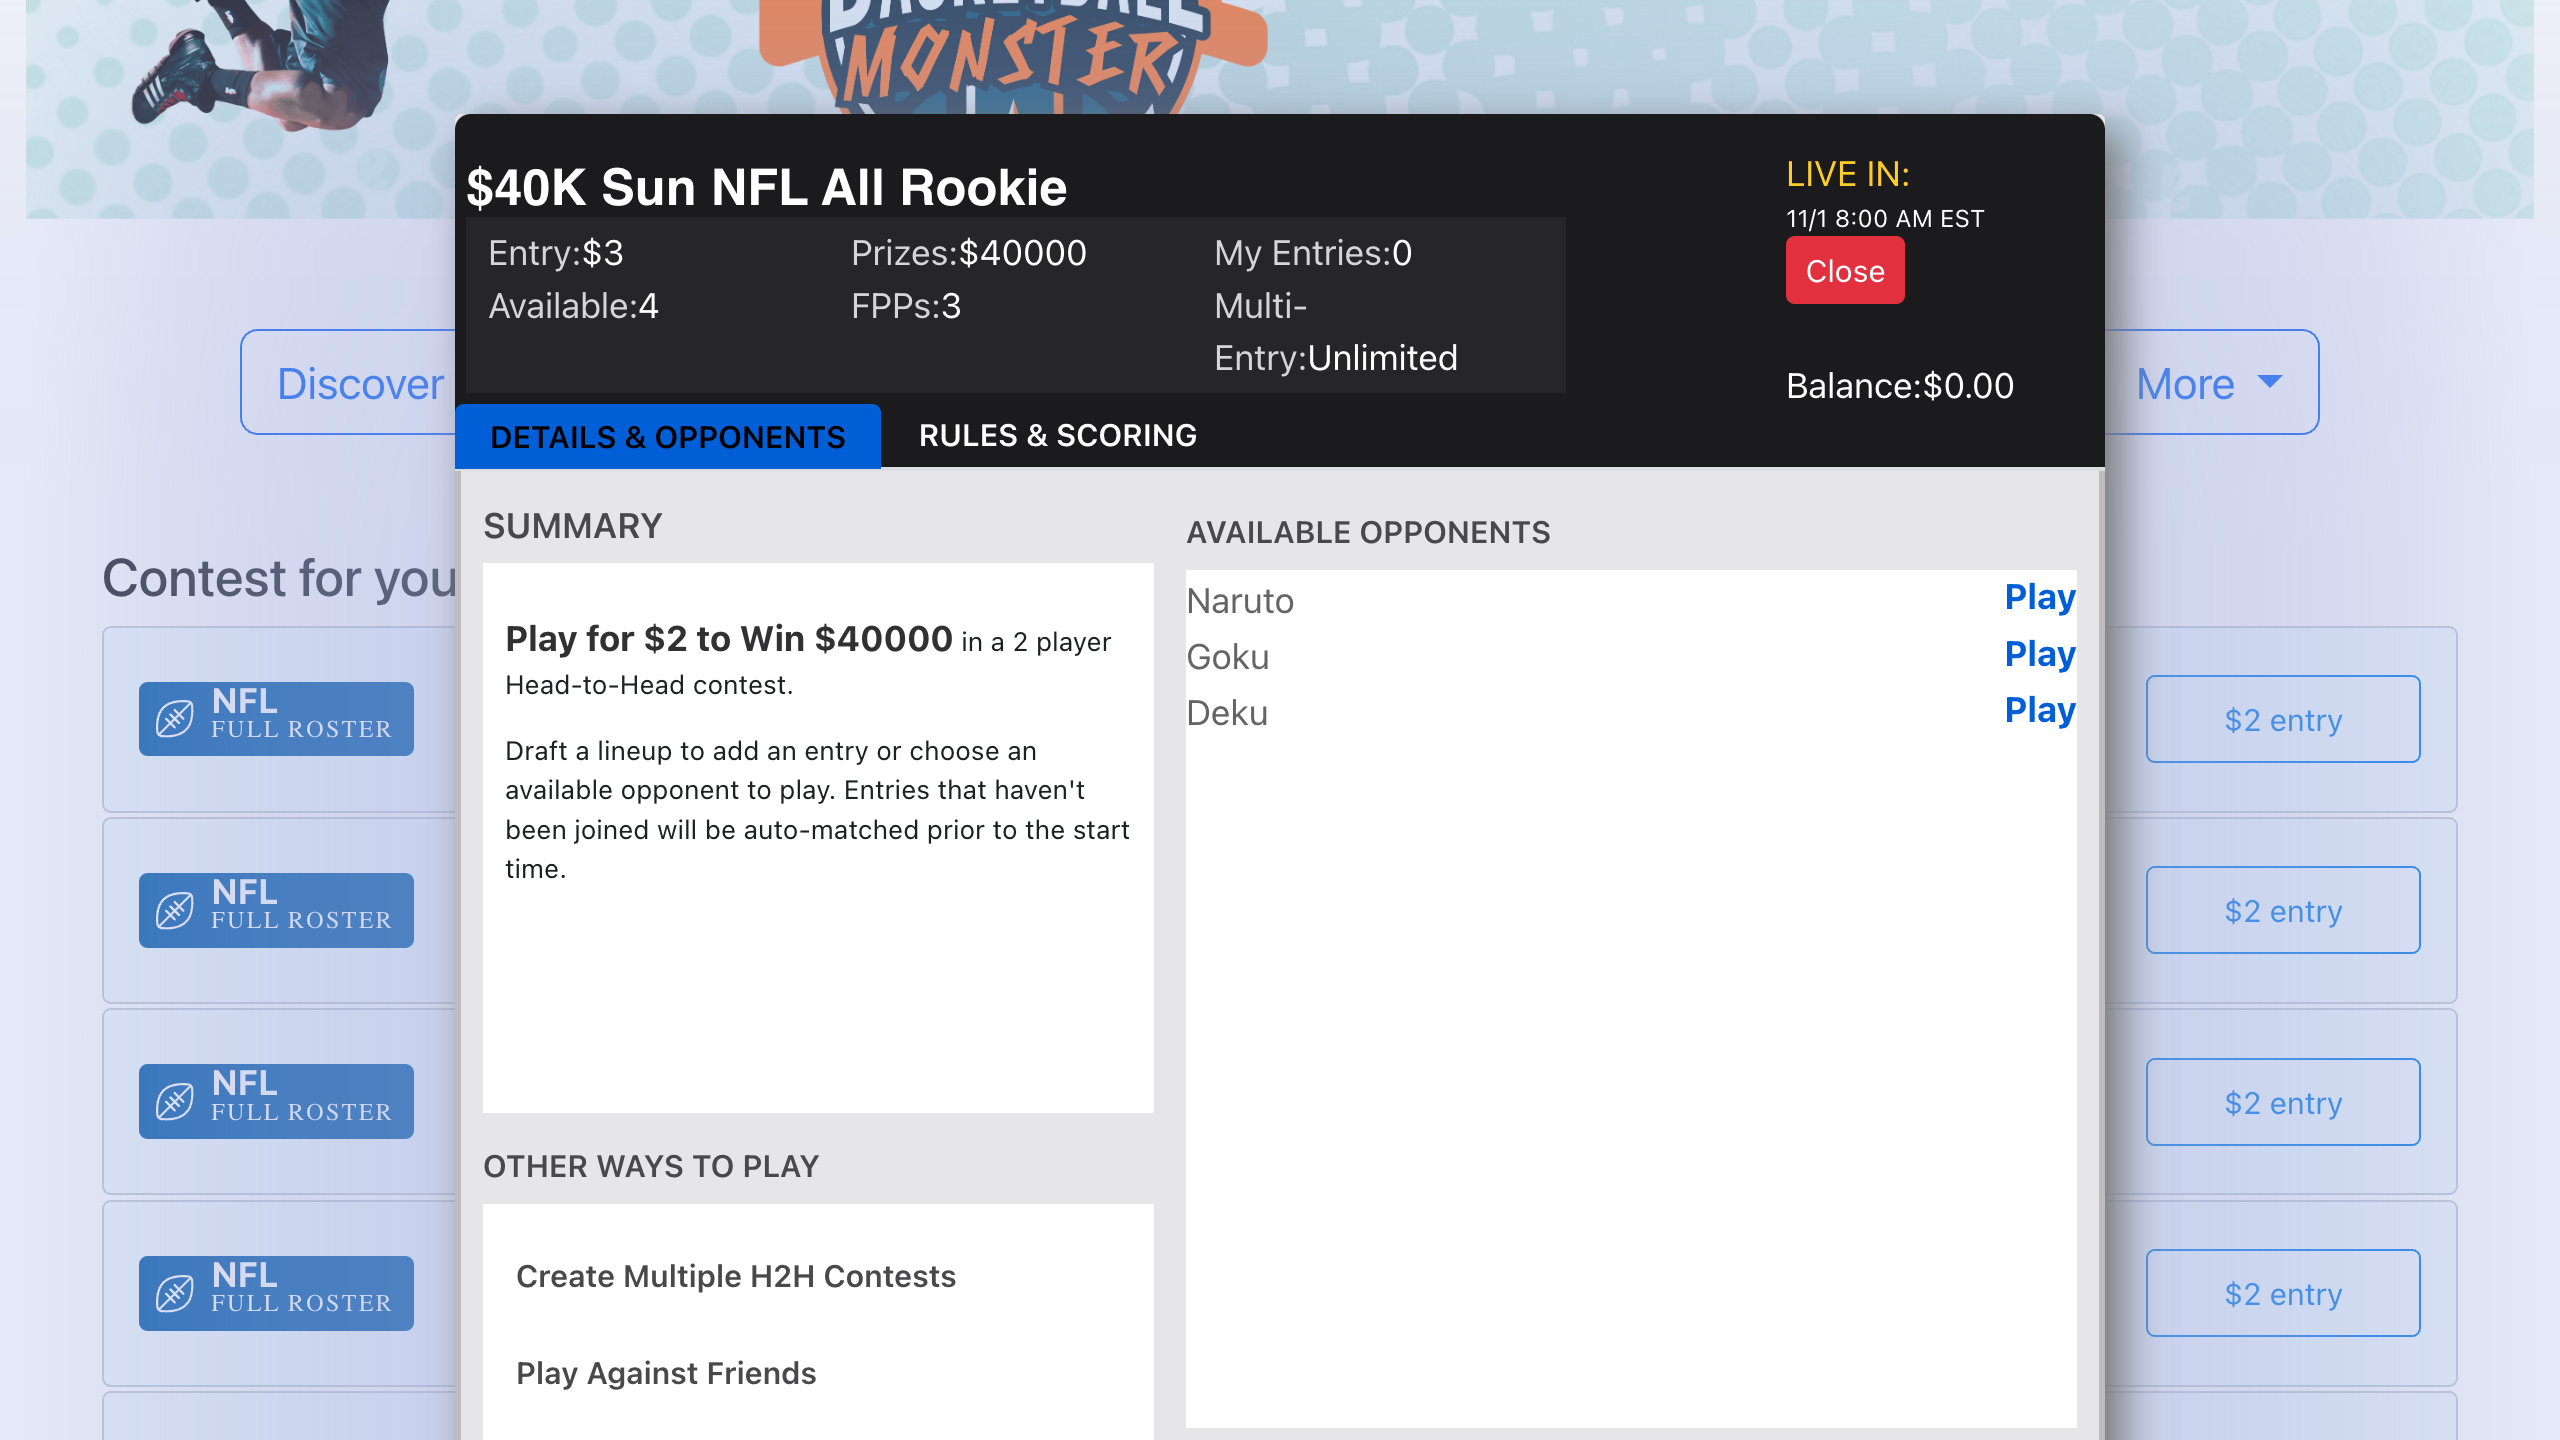 BASKETBALL
MONSTER
$40K Sun NFL All Rookie
LIVE IN:
11/1 8:00 AM EST
Close
Entry:$3
Prizes:$40000
My Entries:0
Available:4
FPPs:3
Multi-
Entry:Unlimited
Balance:$0.00
Discover
More
DETAILS & OPPONENTS
RULES & SCORING
SUMMARY
Play for $2 to Win $40000 in a 2 player
Head-to-Head contest.
Draft a lineup to add an entry or choose an
available opponent to play. Entries that haven't
been joined will be auto-matched prior to the start
time.
AVAILABLE OPPONENTS
Naruto Play
Goku Play
Deku Play
OTHER WAYS TO PLAY
Create Multiple H2H Contests
Play Against Friends
Contest for you
NFL
FULL ROSTER
$2 entry
NFL
FULL ROSTER
$2 entry
NFL
FULL ROSTER
$2 entry
NFL
FULL ROSTER
$2 entry